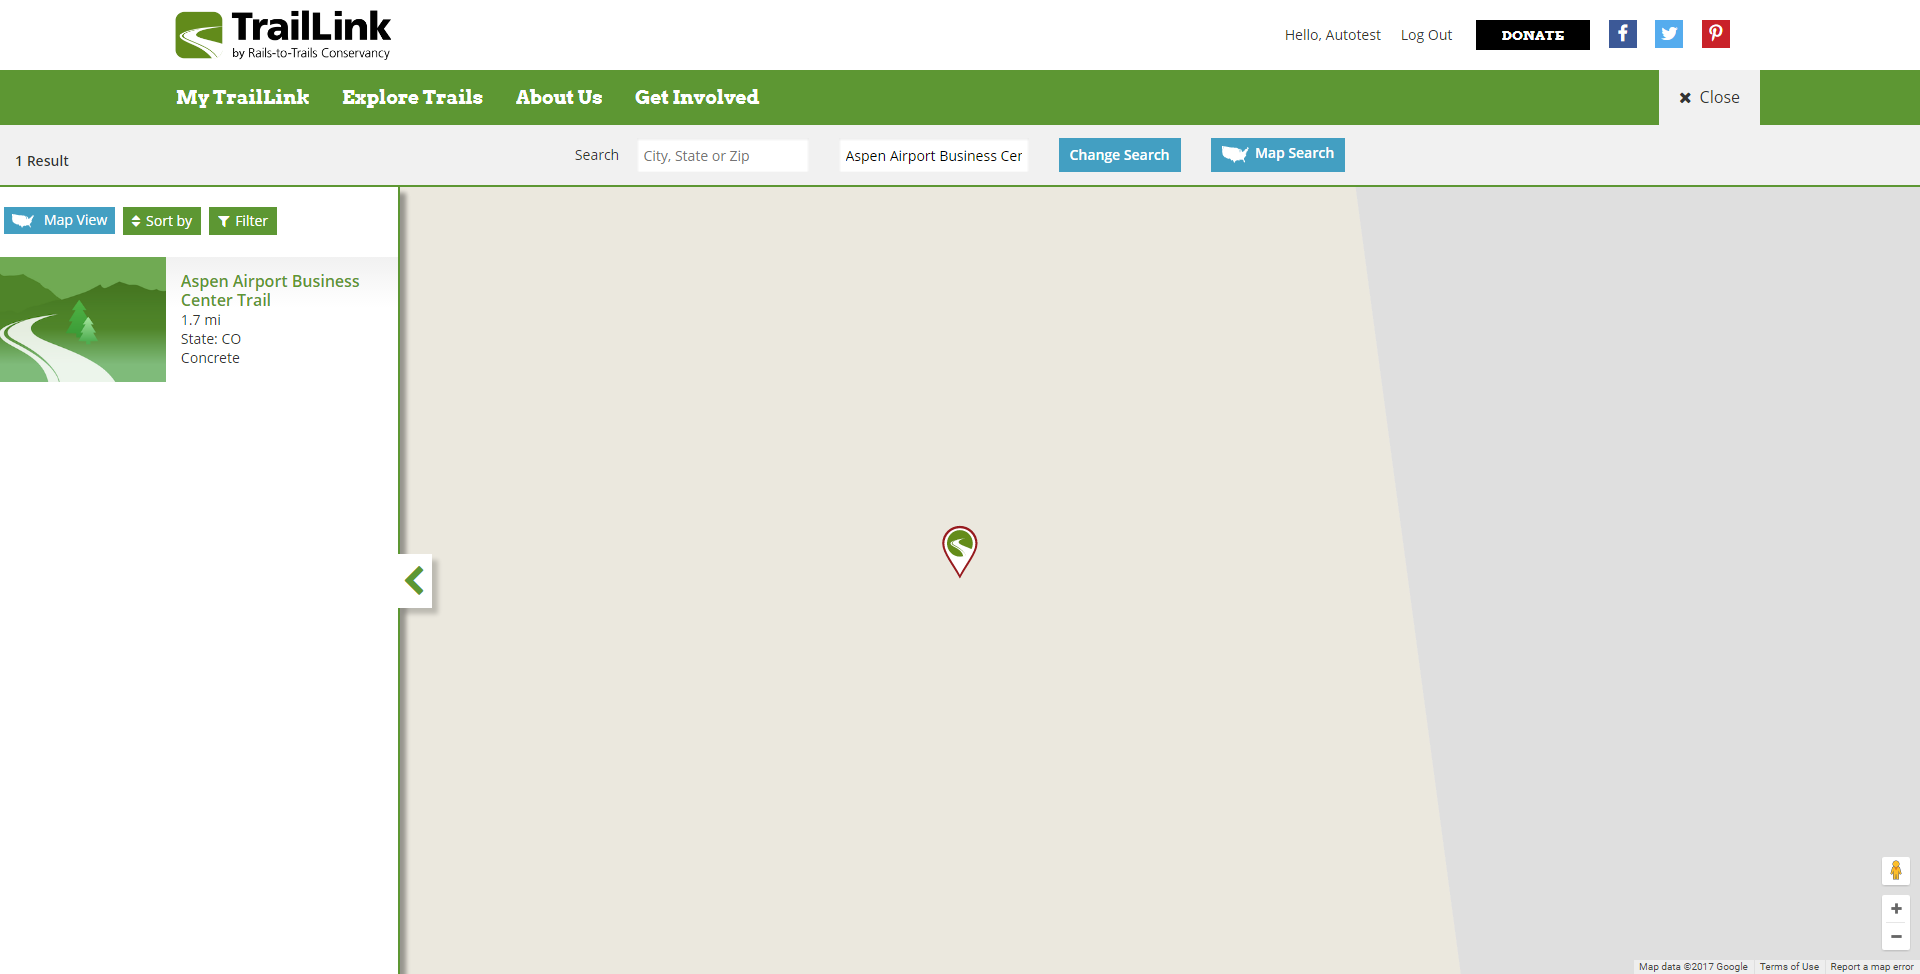 TrailLink
by Rails-to-Trails Conservancy
Hello, Autotest
Log Out
DONATE
My TrailLink
Explore Trails
About Us
Get Involved
Close
1 Result
Search
City, State or Zip
Aspen Airport Business Cer
Change Search
Map Search
Map View
Sort by
Filter
Aspen Airport Business
Center Trail
1.7 mi
State: CO
Concrete
Map data ©2017 Google
Terms of Use
Report a map error